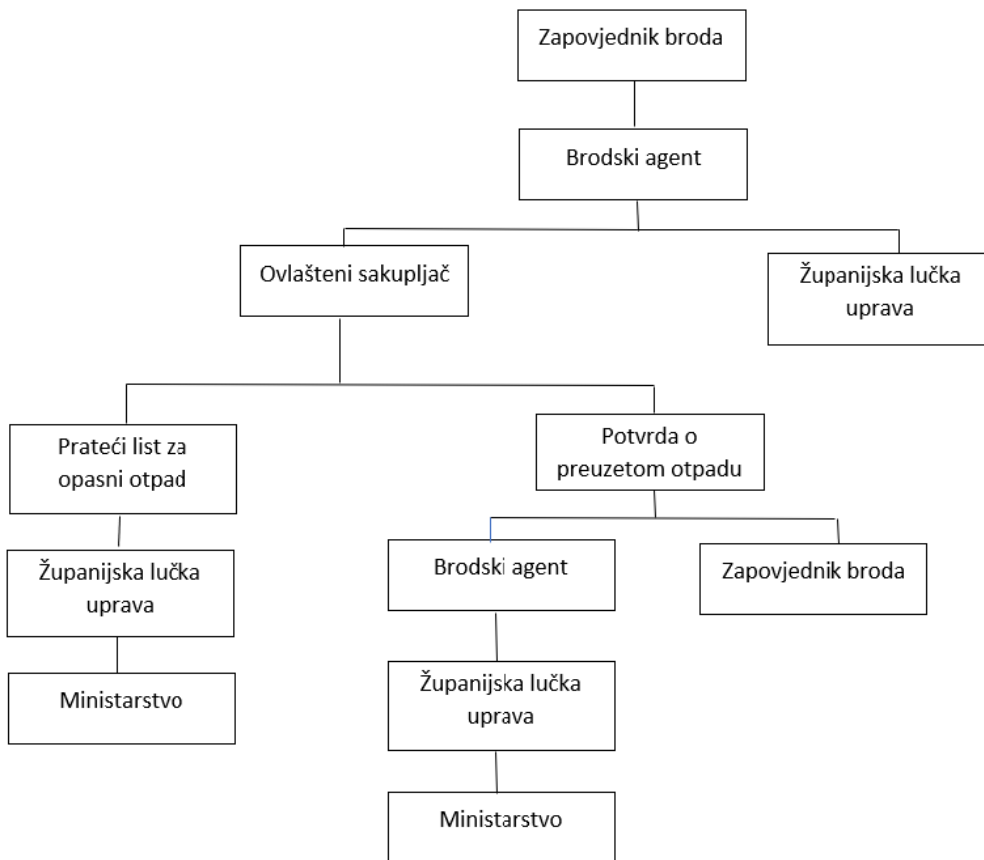 Zapovjednik broda
Brodski agent
Ovlašteni sakupljač
Županijska lučka
uprava
Prateći list za
opasni otpad
Potvrda o
preuzetom otpadu
Županijska lučka
uprava
Brodski agent
Zapovjednik broda
Ministarstvo
Županijska lučka
uprava
Ministarstvo